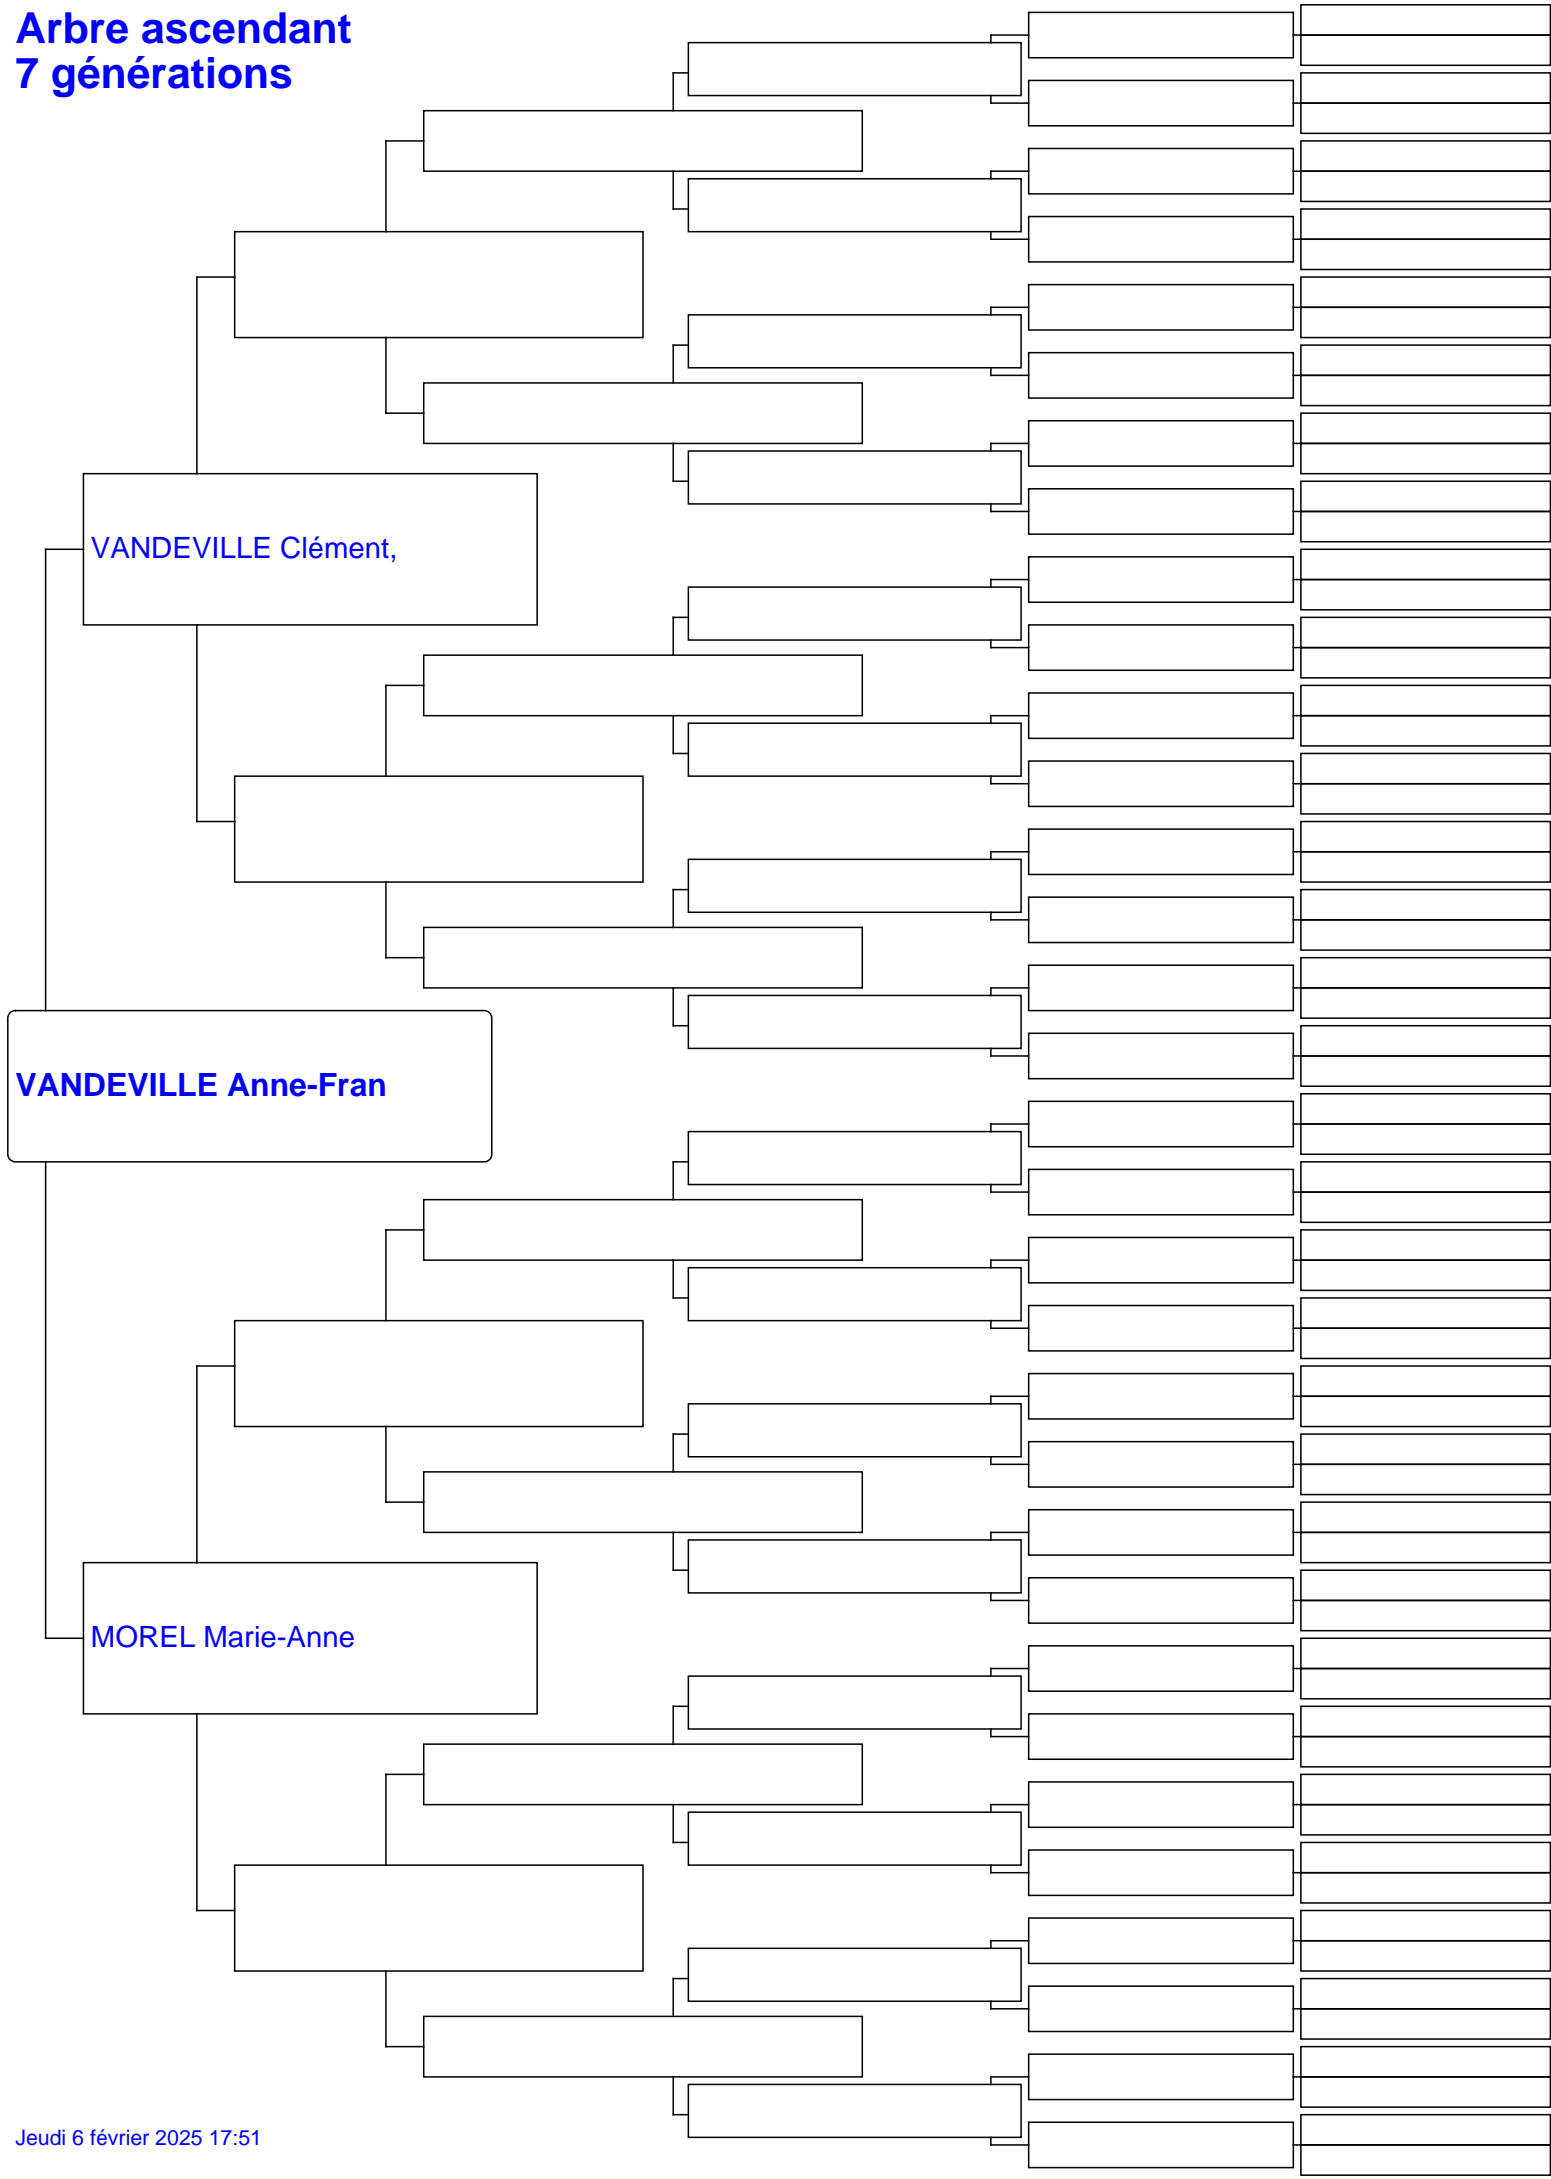 Arbre ascendant
7 générations
VANDEVILLE Clément,
VANDEVILLE Anne-Fran
MOREL Marie-Anne
Jeudi 6 février 2025 17:51